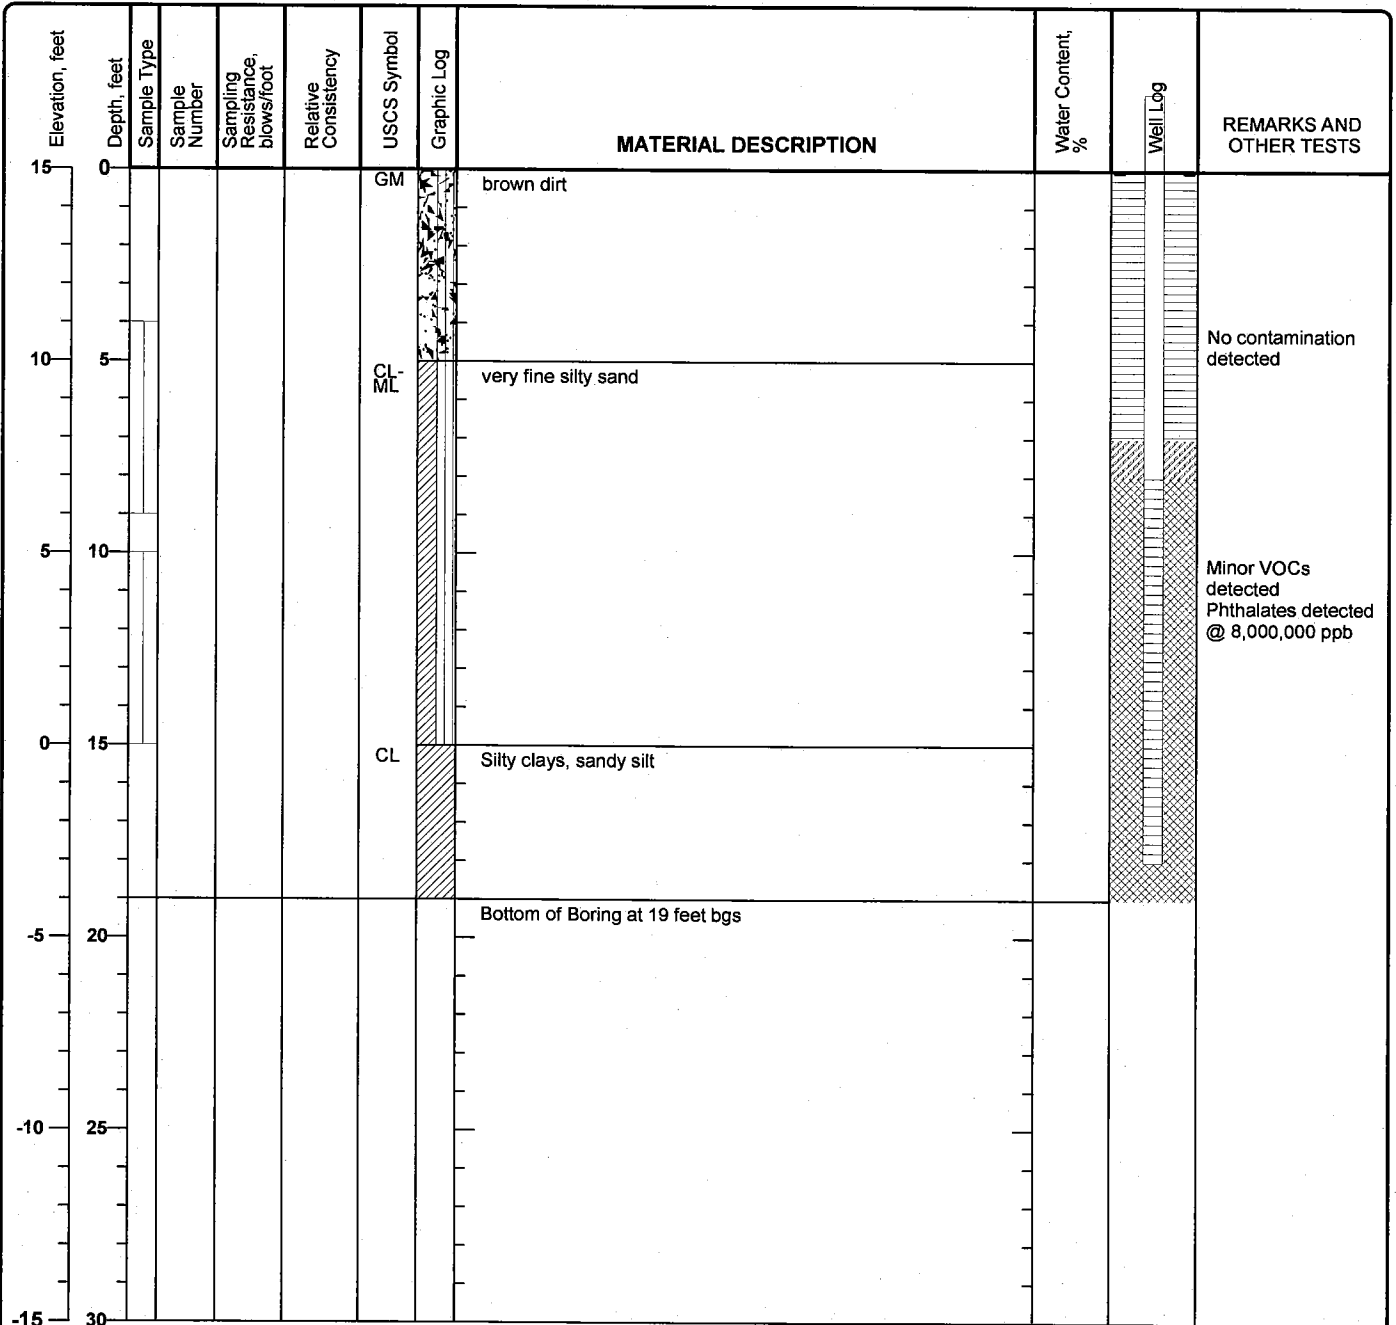 Elevation, feet
Depth, feet
Sample Type
Sample
Number
Sampling
Resistance,
blows/foot
Relative
Consistency
USCS Symbol
Graphic Log
MATERIAL DESCRIPTION
Water Content,
%
Well Log
REMARKS AND
OTHER TESTS
15 0
GM brown dirt
No contamination
detected
10 5
CL-
ML
very fine silty sand
5 10
Minor VOCs
detected
Phthalates detected
@ 8,000,000 ppb
0 15
CL Silty clays, sandy silt
Bottom of Boring at 19 feet bgs
-5 20
-10 25
-15 30